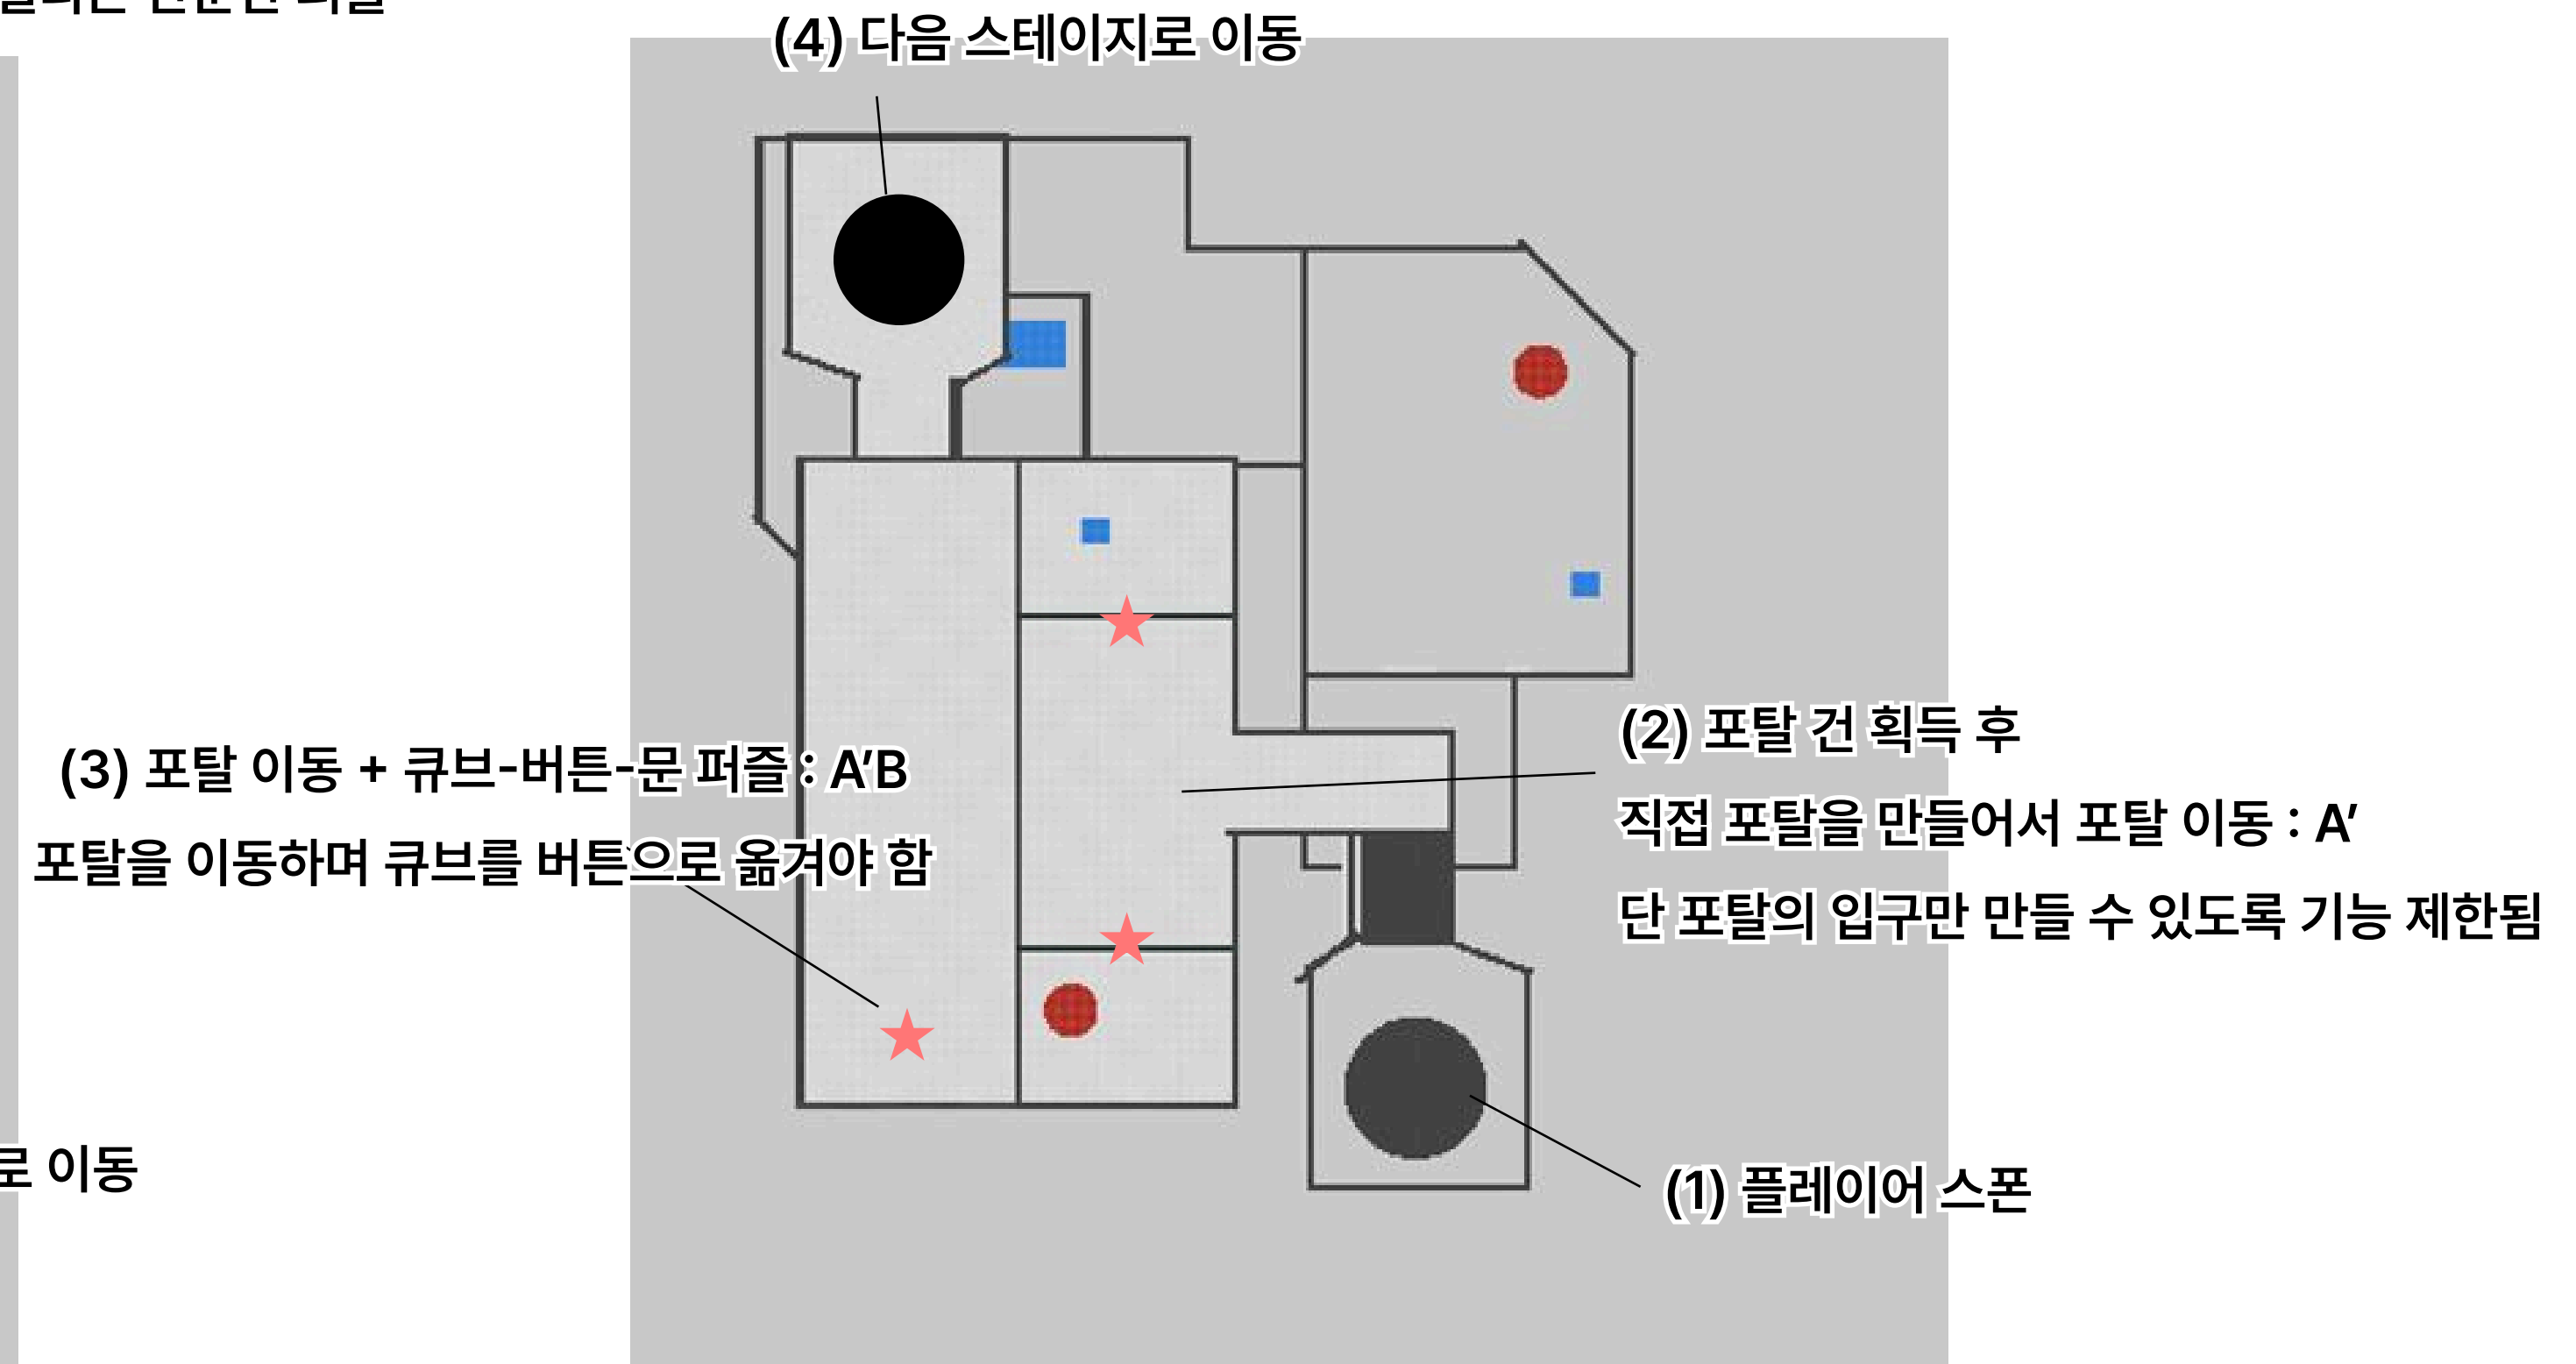 (4) 다음 스테이지로 이동
(2) 포탈 건 획득 후
직접 포탈을 만들어서 포탈 이동 : A'
단 포탈의 입구만 만들 수 있도록 기능 제한됨
(3) 포탈 이동 + 큐브-버튼-문 퍼즐 : A'B
포탈을 이동하며 큐브를 버튼으로 옮겨야 함
로 이동
(1) 플레이어 스폰